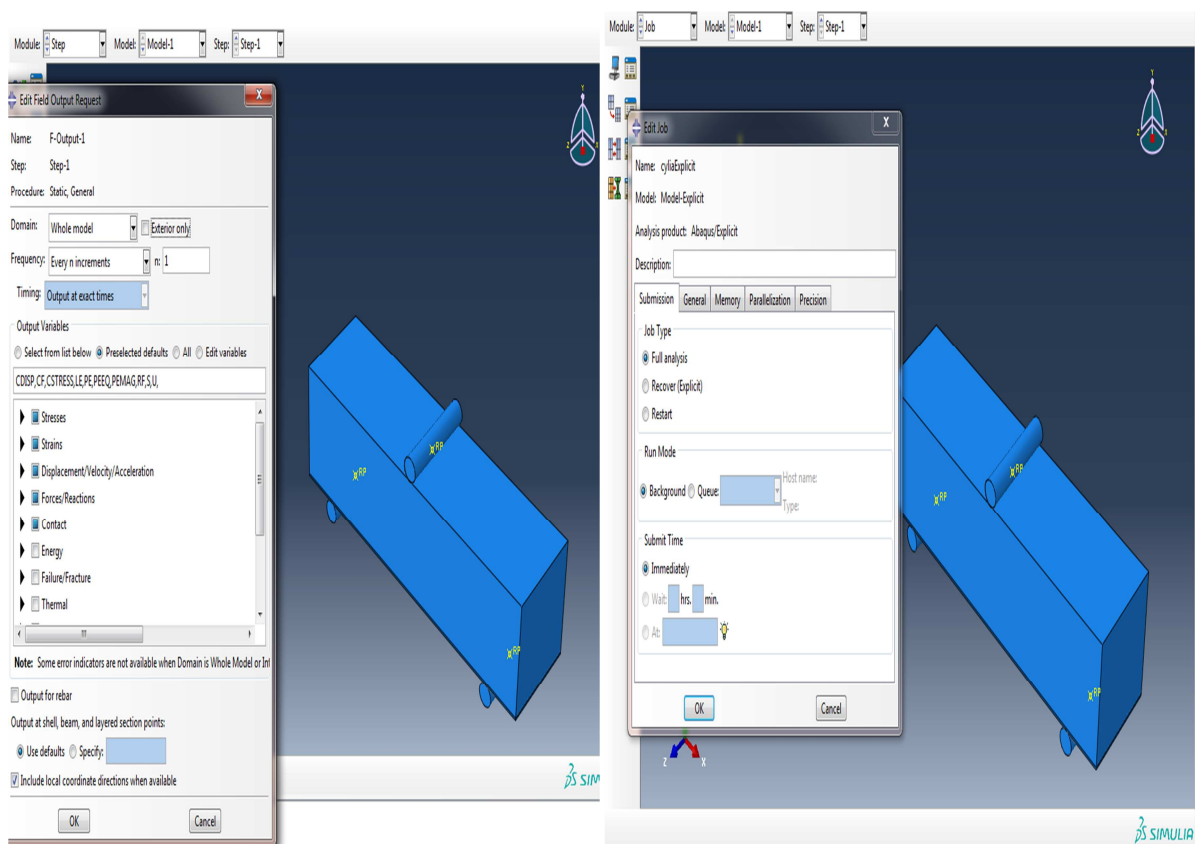 Module: Step Model: Model-1 Step: Step-1
Edit Field Output Request
X
Name: F-Output-1
Step: Step-1
Procedure: Static, General
Domain: Whole model Exterior only
Frequency: Every n increments n: 1
Timing: Output at exact times
Output Variables
Select from list below Preselected defaults All Edit variables
CDISP,CF,CSTRESS,LE,PE,PEEQ,PEMAG,RF,S,U,
Stresses
Strains
Displacement/Velocity/Acceleration
Forces/Reactions
Contact
Energy
Failure/Fracture
Thermal
Note: Some error indicators are not available when Domain is Whole Model or Int
Output for rebar
Output at shell, beam, and layered section points:
Use defaults Specify:
Include local coordinate directions when available
OK Cancel
Y
Z
RP
RP
RP
SIM
Module: Job Model: Model-1 Step: Step-1
Edit Job
X
Name: cyliaExplicit
Model: Model-Explicit
Analysis product: Abaqus/Explicit
Description:
Submission General Memory Parallelization Precision
Job Type
Full analysis
Recover (Explicit)
Restart
Run Mode
Background Queue: Host name:
Type:
Submit Time
Immediately
Wait: hrs. min.
At:
OK Cancel
Y
Z
X
RP
RP
RP
Z X
SIMULIA